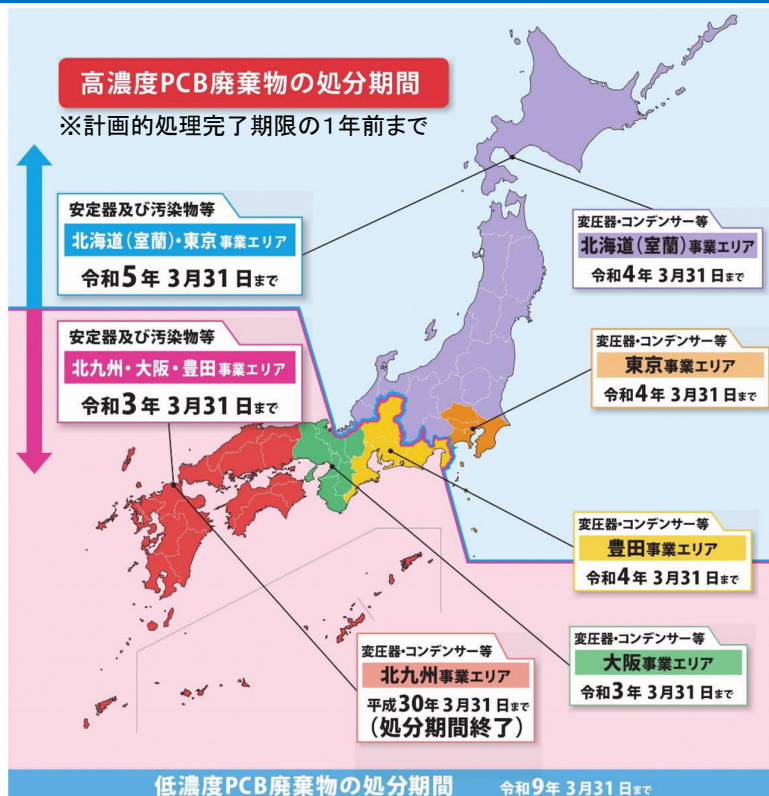 高濃度PCB廃棄物の処分期間
※計画的処理完了期限の1年前まで
安定器及び汚染物等
北海道(室蘭)・東京事業エリア
令和5年 3月31日まで
変圧器・コンデンサー等
北海道(室蘭)事業エリア
令和4年 3月31日まで
安定器及び汚染物等
北九州・大阪・豊田事業エリア
令和3年 3月31日まで
変圧器・コンデンサー等
東京事業エリア
令和4年 3月31日まで
変圧器・コンデンサー等
豊田事業エリア
令和4年 3月31日まで
変圧器・コンデンサー等
大阪事業エリア
令和3年 3月31日まで
変圧器・コンデンサー等
北九州事業エリア
平成30年 3月31日まで
(処分期間終了)
低濃度PCB廃棄物の処分期間 令和9年 3月31日まで